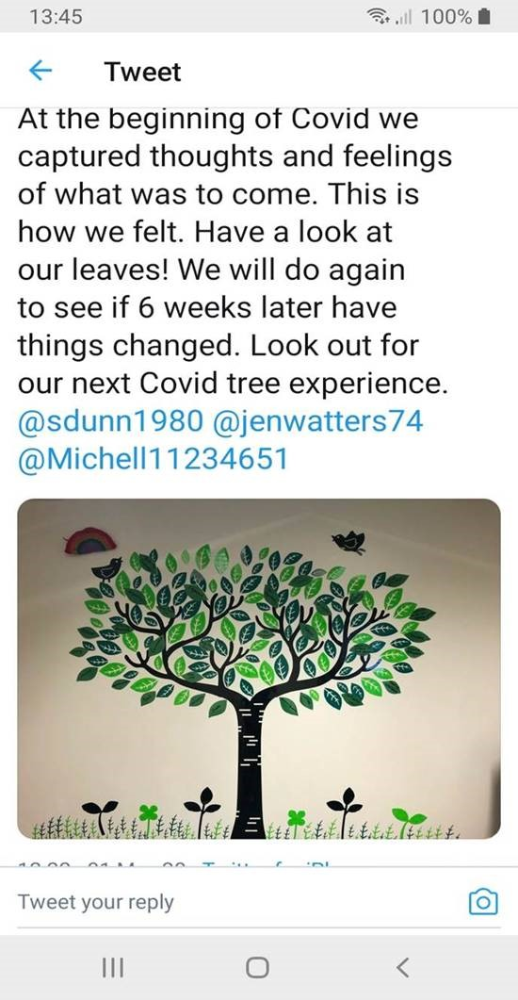 13:45 100%
Tweet
At the beginning of Covid we
captured thoughts and feelings
of what was to come. This is
how we felt. Have a look at
our leaves! We will do again
to see if 6 weeks later have
things changed. Look out for
our next Covid tree experience.
@sdunn1980 @jenwatters74
@Michell11234651
Tweet your reply